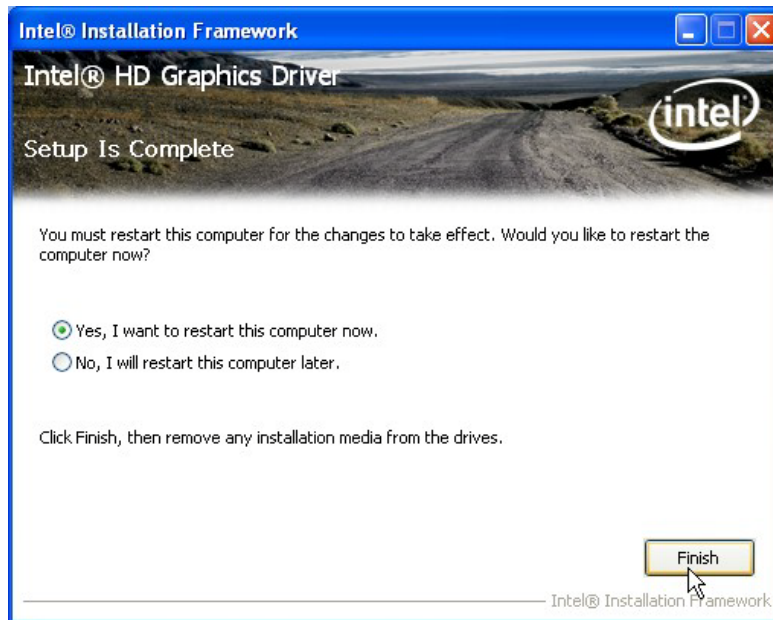 Intel® Installation Framework
Intel® HD Graphics Driver
intel
Setup Is Complete
You must restart this computer for the changes to take effect. Would you like to restart the
computer now?
Yes, I want to restart this computer now.
No, I will restart this computer later.
Click Finish, then remove any installation media from the drives.
Finish
Intel® Installation Framework